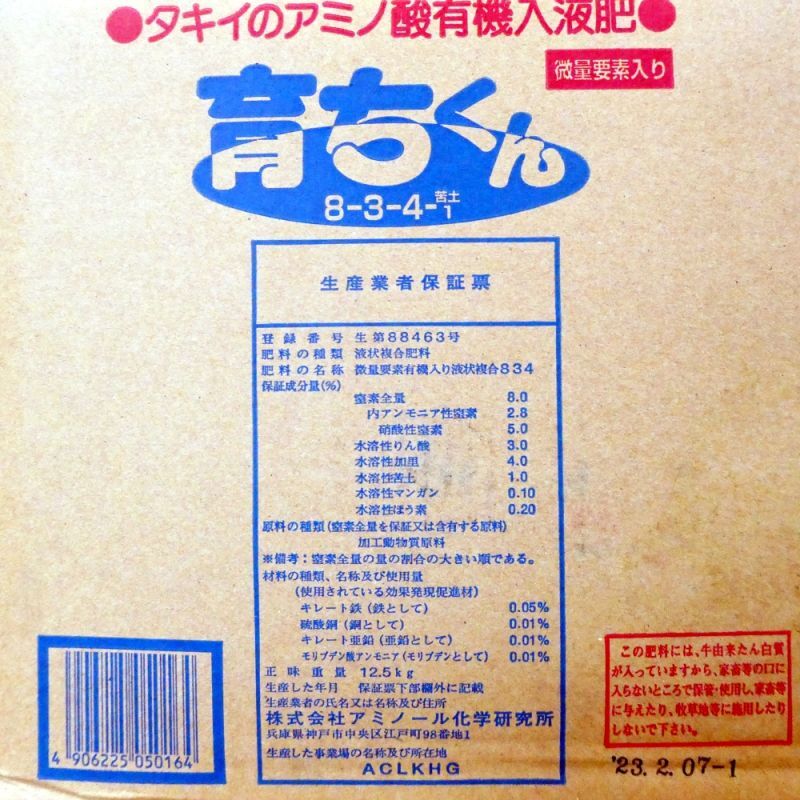 ●タキイのアミノ酸有機入液肥●
微量要素入り
育ちくん
8-3-4-苦土1
生産業者保証票
登録番号 生第88463号
肥料の種類 液状複合肥料
肥料の名称 微量要素有機入り液状複合834
保証成分量(%)
窒素全量 8.0
内アンモニア性窒素 2.8
硝酸性窒素 5.0
水溶性りん酸 3.0
水溶性加里 4.0
水溶性苦土 1.0
水溶性マンガン 0.10
水溶性ほう素 0.20
原料の種類(窒素全量を保証又は含有する原料)
加工動物質原料
※備考:窒素全量の量の割合の大きい順である。
材料の種類、名称及び使用量
(使用されている効果発現促進材)
キレート鉄(鉄として) 0.05%
硫酸銅(銅として) 0.01%
キレート亜鉛(亜鉛として) 0.01%
モリブデン酸アンモニア(モリブデンとして) 0.01%
正味重量 12.5kg
生産した年月 保証票下部欄外に記載
生産業者の氏名又は名称及び住所
株式会社アミノール化学研究所
兵庫県神戸市中央区江戸町98番地1
生産した事業場の名称及び所在地
ACLKHG
4 906225 050164
この肥料には、牛由来たん白質
が入っていますから、家畜等の口に
入らないところで保管・使用し、家畜等
に与えたり、牧草地等に施用したり
しないで下さい。
'23.2.07-1